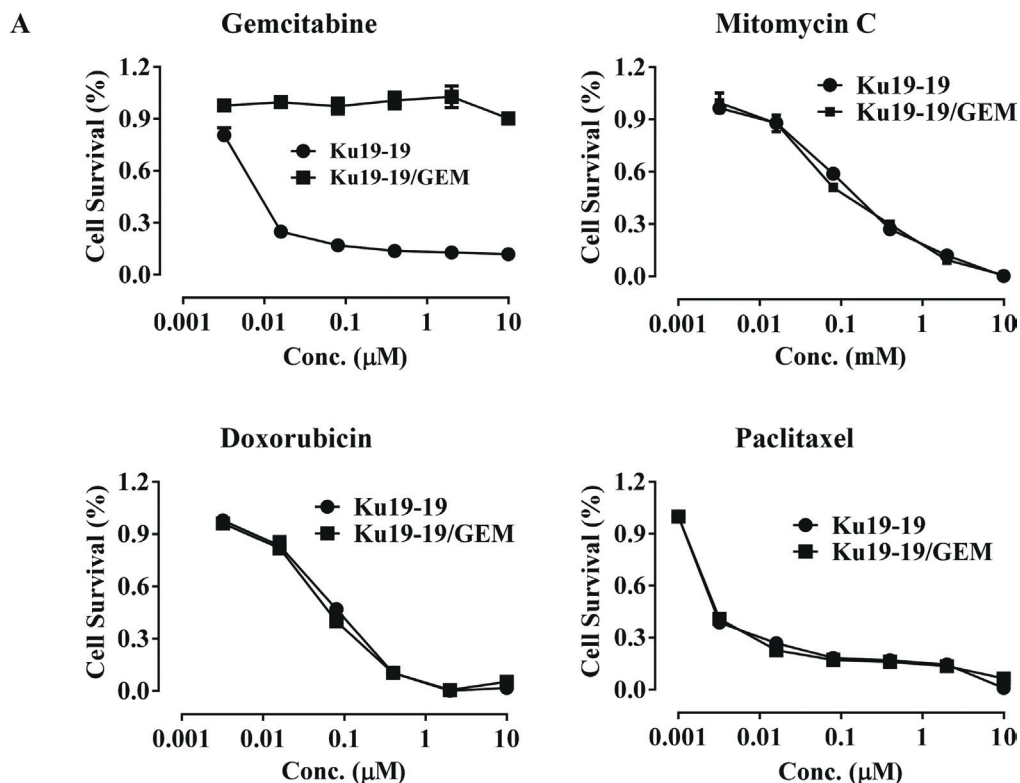 A
Gemcitabine
Cell Survival (%)
1.2
0.9
0.6
0.3
0.0
Ku19-19
Ku19-19/GEM
0.001 0.01 0.1 1 10
Conc. (μM)
Mitomycin C
Cell Survival (%)
1.2
0.9
0.6
0.3
0.0
Ku19-19
Ku19-19/GEM
0.001 0.01 0.1 1 10
Conc. (mM)
Doxorubicin
Cell Survival (%)
1.2
0.9
0.6
0.3
0.0
Ku19-19
Ku19-19/GEM
0.001 0.01 0.1 1 10
Conc. (μM)
Paclitaxel
Cell Survival (%)
1.2
0.9
0.6
0.3
0.0
Ku19-19
Ku19-19/GEM
0.001 0.01 0.1 1 10
Conc. (μM)